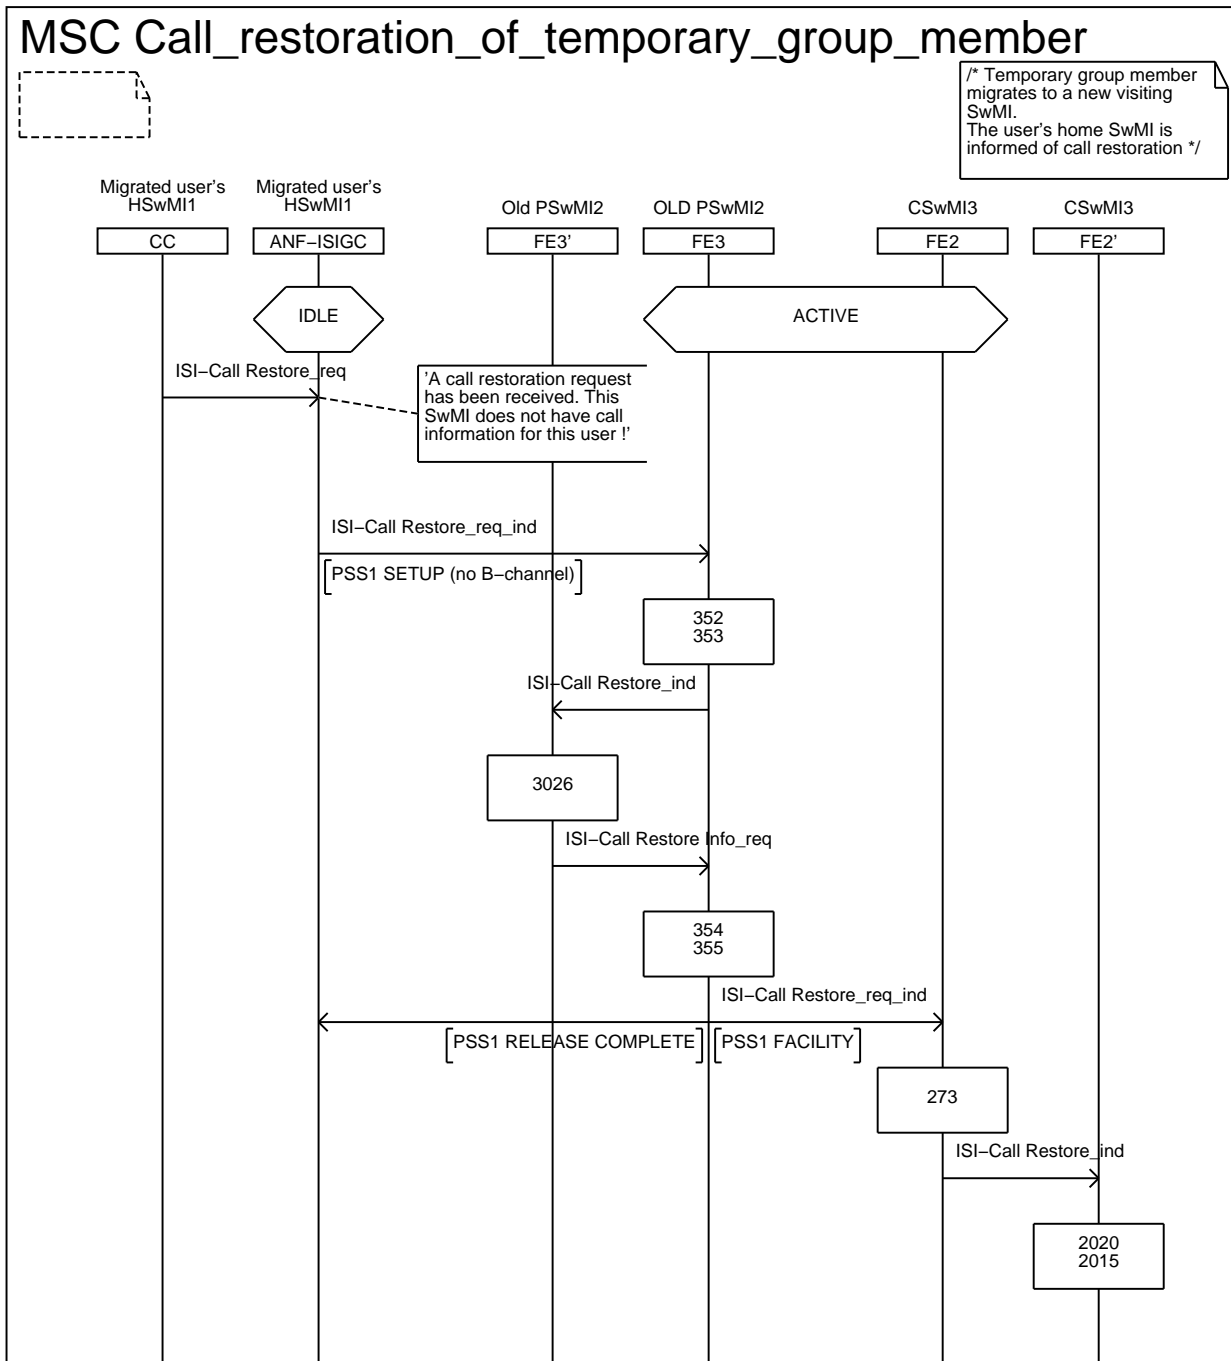 MSC Call_restoration_of_temporary_group_member
/* Temporary group member
migrates to a new visiting
SwMI.
The user's home SwMI is
informed of call restoration */
Migrated user's
HSwMI1
Migrated user's
HSwMI1
Old PSwMI2
OLD PSwMI2
CSwMI3
CSwMI3
CC
ANF−ISIGC
FE3’
FE3
FE2
FE2’
IDLE
ACTIVE
ISI−Call Restore_req
’A call restoration request
has been received. This
SwMI does not have call
information for this user !’
ISI−Call Restore_req_ind
PSS1 SETUP (no B−channel)
352
353
ISI−Call Restore_ind
3026
ISI−Call Restore Info_req
354
355
ISI−Call Restore_req_ind
PSS1 RELEASE COMPLETE
PSS1 FACILITY
273
ISI−Call Restore_ind
2020
2015